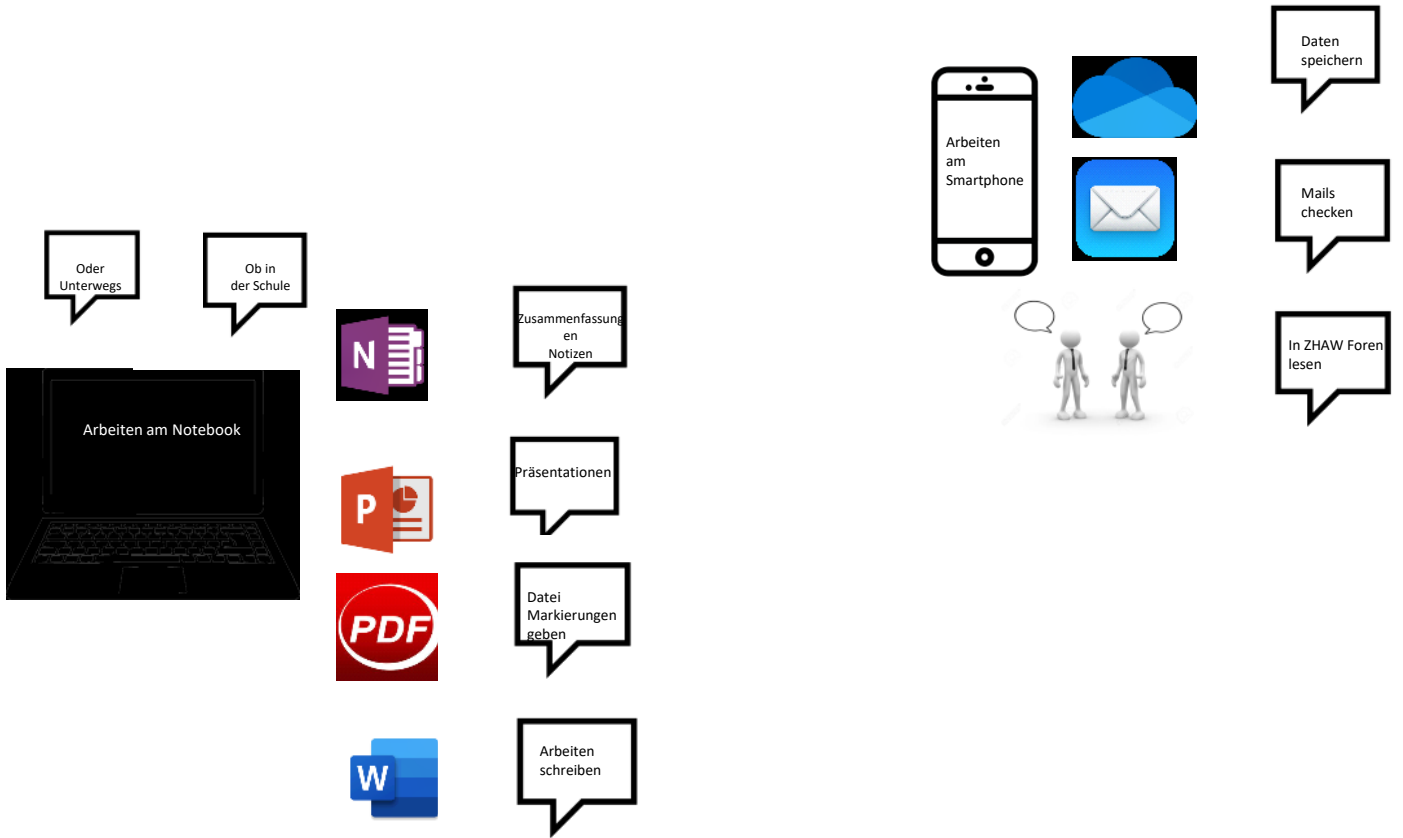 Oder
Unterwegs
Ob in
der Schule
Arbeiten am Notebook
N
Zusammenfassung
en
Notizen
P
Präsentationen
PDF
Datei
Markierungen
geben
W
Arbeiten
schreiben
Arbeiten
am
Smartphone
Daten
speichern
Mails
checken
In ZHAW Foren
lesen